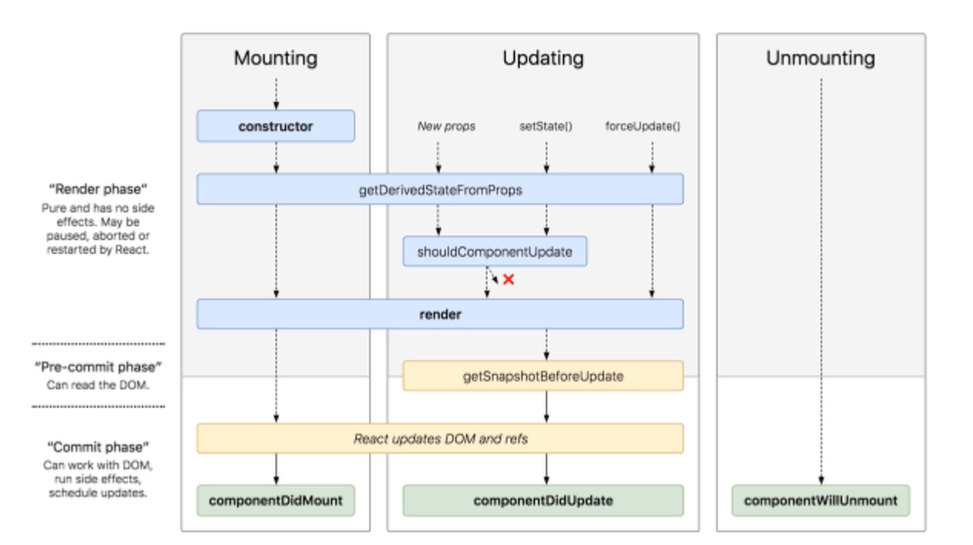 Mounting
Updating
Unmounting
constructor
New props
setState()
forceUpdate()
getDerivedStateFromProps
"Render phase"
Pure and has no side
effects. May be
paused, aborted or
restarted by React.
shouldComponentUpdate
render
"Pre-commit phase"
Can read the DOM.
getSnapshotBeforeUpdate
React updates DOM and refs
"Commit phase"
Can work with DOM,
run side effects,
schedule updates.
componentDidMount
componentDidUpdate
componentWillUnmount